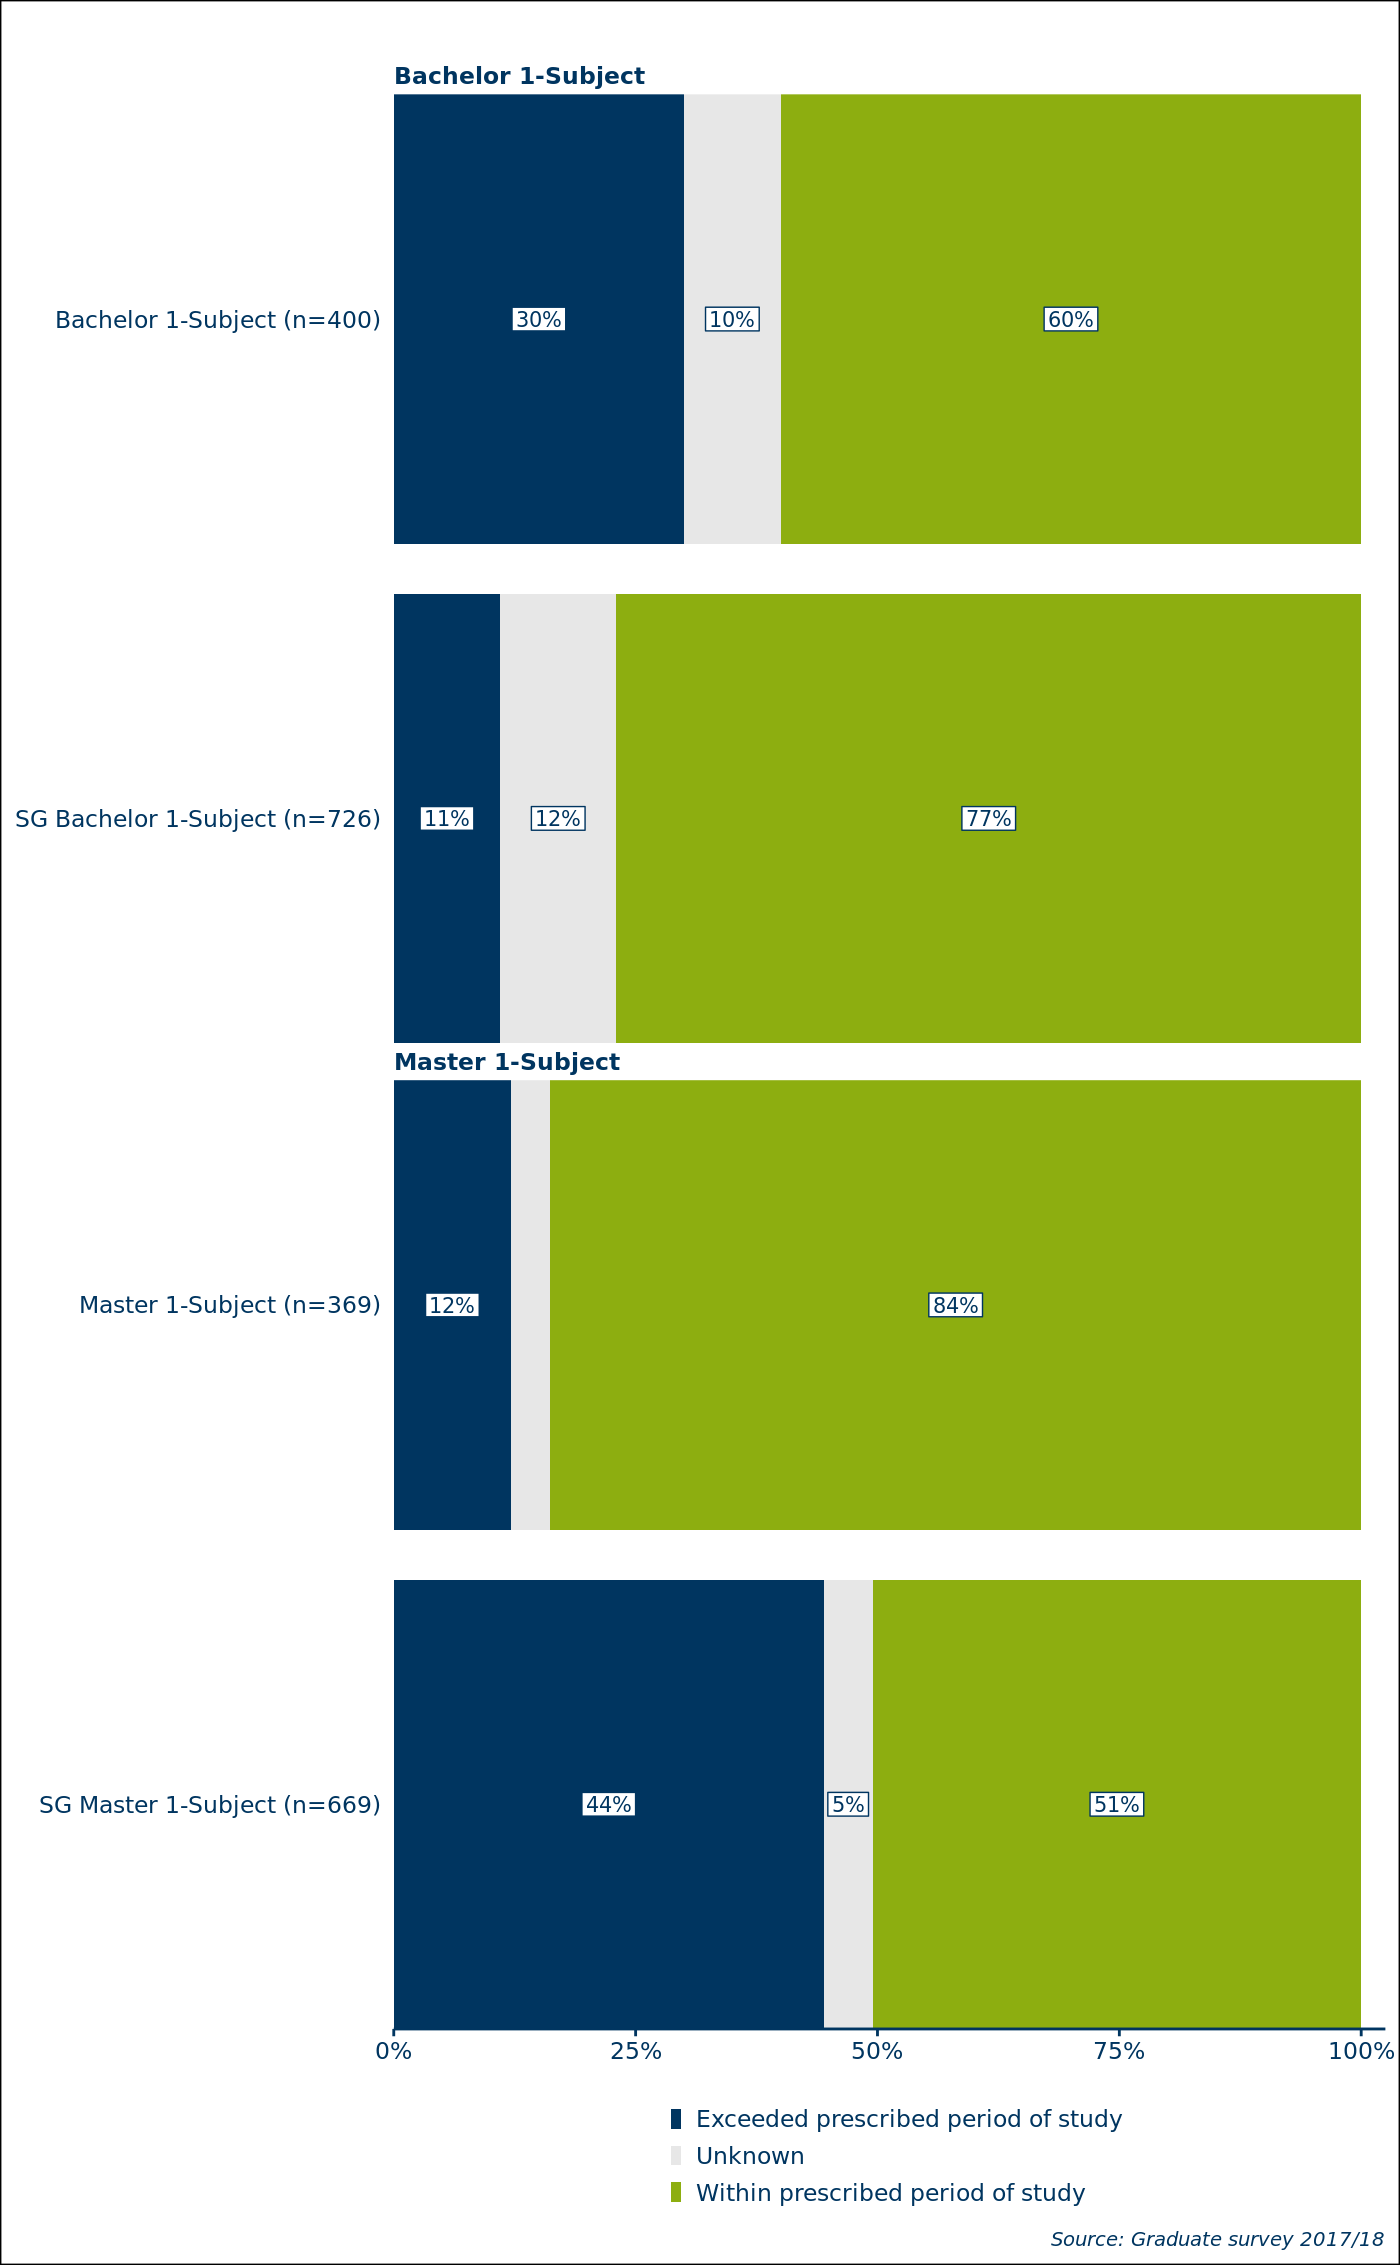 Bachelor 1-Subject
Bachelor 1-Subject (n=400)
30%
10%
60%
SG Bachelor 1-Subject (n=726)
11%
12%
77%
Master 1-Subject
Master 1-Subject (n=369)
12%
84%
SG Master 1-Subject (n=669)
44%
5%
51%
0%
25%
50%
75%
100%
Exceeded prescribed period of study
Unknown
Within prescribed period of study
Source: Graduate survey 2017/18